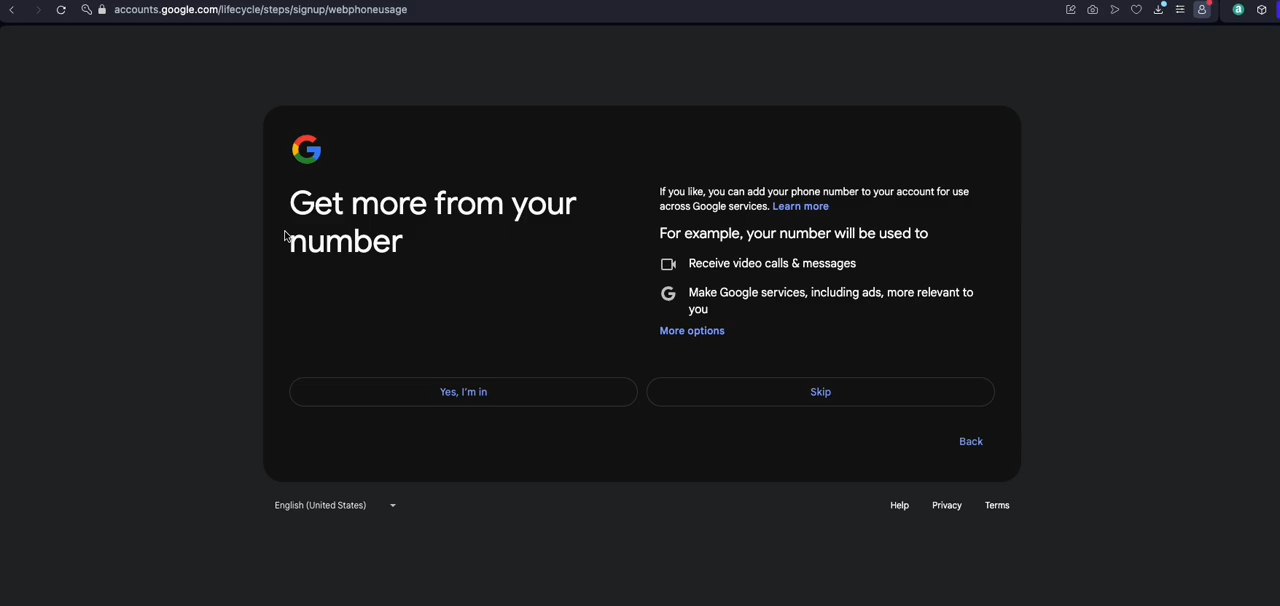 accounts.google.com/lifecycle/steps/signup/webphoneusage
a
Get more from your
number
If you like, you can add your phone number to your account for use
across Google services. Learn more
For example, your number will be used to
Receive video calls & messages
Make Google services, including ads, more relevant to
you
More options
Yes, I'm in
Skip
Back
English (United States)
Help
Privacy
Terms